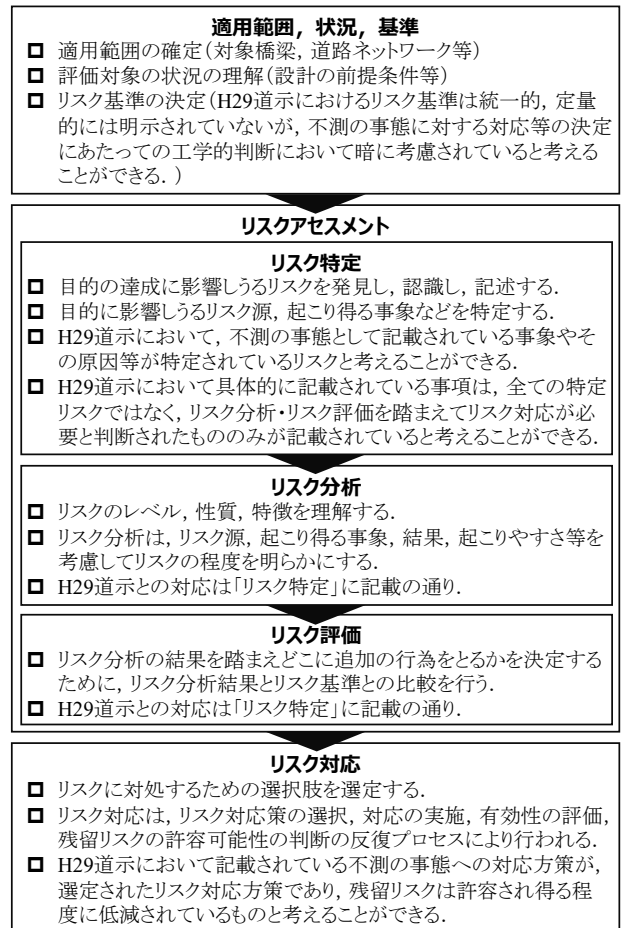 適用範囲，状況，基準
❑ 適用範囲の確定(対象橋梁，道路ネットワーク等)
❑ 評価対象の状況の理解(設計の前提条件等)
❑ リスク基準の決定(H29道示におけるリスク基準は統一的，定量
的には明示されていないが，不測の事態に対する対応等の決定
にあたっての工学的判断において暗に考慮されていると考える
ことができる．)
リスクアセスメント
リスク特定
❑ 目的の達成に影響しうるリスクを発見し，認識し，記述する．
❑ 目的に影響しうるリスク源，起こり得る事象などを特定する．
❑ H29道示において，不測の事態として記載されている事象やそ
の原因等が特定されているリスクと考えることができる．
❑ H29道示において具体的に記載されている事項は，全ての特定
リスクではなく，リスク分析・リスク評価を踏まえてリスク対応が必
要と判断されたもののみが記載されていると考えることができる．
リスク分析
❑ リスクのレベル，性質，特徴を理解する．
❑ リスク分析は，リスク源，起こり得る事象，結果，起こりやすさ等を
考慮してリスクの程度を明らかにする．
❑ H29道示との対応は「リスク特定」に記載の通り．
リスク評価
❑ リスク分析の結果を踏まえどこに追加の行為をとるかを決定する
ために，リスク分析結果とリスク基準との比較を行う．
❑ H29道示との対応は「リスク特定」に記載の通り．
リスク対応
❑ リスクに対処するための選択肢を選定する．
❑ リスク対応は，リスク対応策の選択，対応の実施，有効性の評価，
残留リスクの許容可能性の判断の反復プロセスにより行われる．
❑ H29道示において記載されている不測の事態への対応方策が，
選定されたリスク対応方策であり，残留リスクは許容され得る程
度に低減されているものと考えることができる．